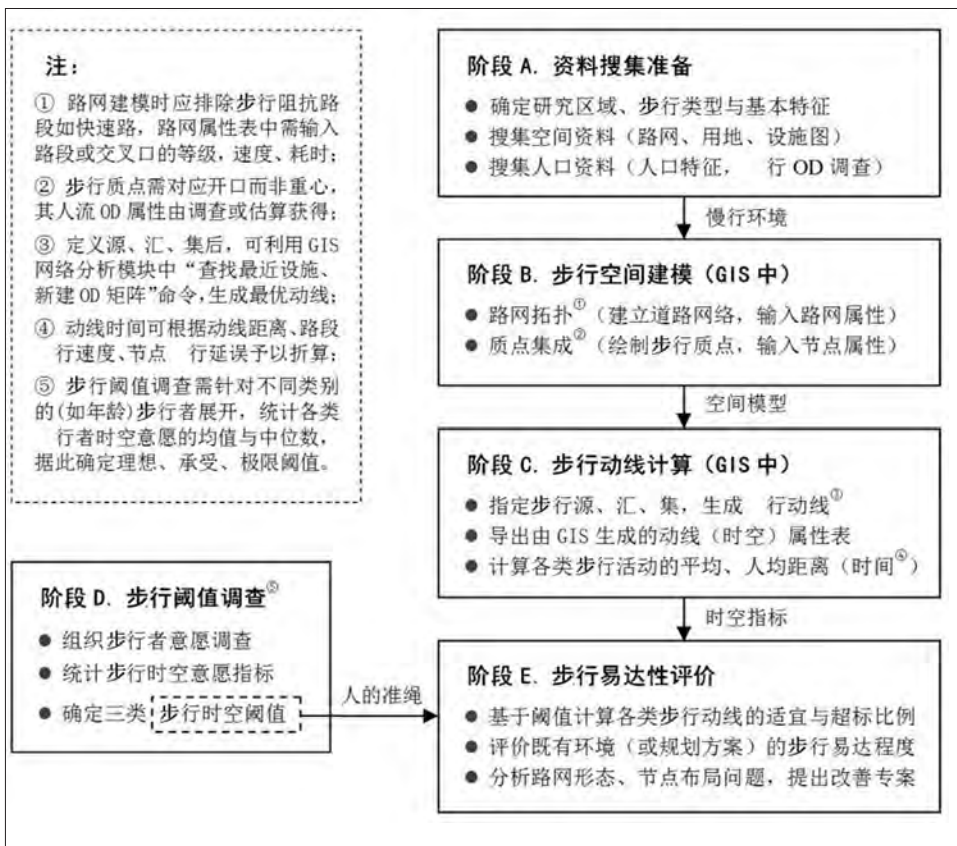 注：
① 路网建模时应排除步行阻抗路
段如快速路，路网属性表中需输入
路段或交叉口的等级，速度、耗时；
② 步行质点需对应开口而非重心，
其人流 OD 属性由调查或估算获得；
③ 定义源、汇、集后，可利用 GIS
网络分析模块中“查找最近设施、
新建 OD 矩阵”命令，生成最优动线；
④ 动线时间可根据动线距离、路段
行速度、节点 行延误予以折算；
⑤ 步行阈值调查需针对不同类别
的(如年龄)步行者展开，统计各类
行者时空意愿的均值与中位数，
据此确定理想、承受、极限阈值。
阶段 A. 资料搜集准备
● 确定研究区域、步行类型与基本特征
● 搜集空间资料（路网、用地、设施图）
● 搜集人口资料（人口特征， 行 OD 调查）
慢行环境
阶段 B. 步行空间建模（GIS 中）
● 路网拓扑①（建立道路网络，输入路网属性）
● 质点集成②（绘制步行质点，输入节点属性）
空间模型
阶段 C. 步行动线计算（GIS 中）
● 指定步行源、汇、集，生成 行动线③
● 导出由 GIS 生成的动线（时空）属性表
● 计算各类步行活动的平均、人均距离（时间④）
时空指标
阶段 D. 步行阈值调查⑤
● 组织步行者意愿调查
● 统计步行时空意愿指标
● 确定三类 步行时空阈值
人的准绳
阶段 E. 步行易达性评价
● 基于阈值计算各类步行动线的适宜与超标比例
● 评价既有环境（或规划方案）的步行易达程度
● 分析路网形态、节点布局问题，提出改善专案